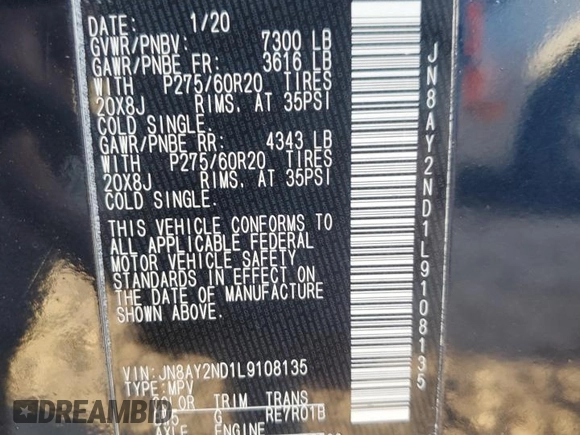 DATE: 1/20
GVWR/PNBV: 7300 LB
GAWR/PNBE FR: 3616 LB
WITH P275/60R20 TIRES
20X8J RIMS, AT 35PSI
COLD SINGLE.
GAWR/PNBE RR: 4343 LB
WITH P275/60R20 TIRES
20X8J RIMS, AT 35PSI
COLD SINGLE.
THIS VEHICLE CONFORMS TO
ALL APPLICABLE FEDERAL
MOTOR VEHICLE SAFETY
STANDARDS IN EFFECT ON
THE DATE OF MANUFACTURE
SHOWN ABOVE.
VIN:JN8AY2ND1L9108135
TYPE:MPV
TRIM TRANS
G RE7R01B
AXLE ENGINE
JN8AY2ND1L9108135
EPICVIN